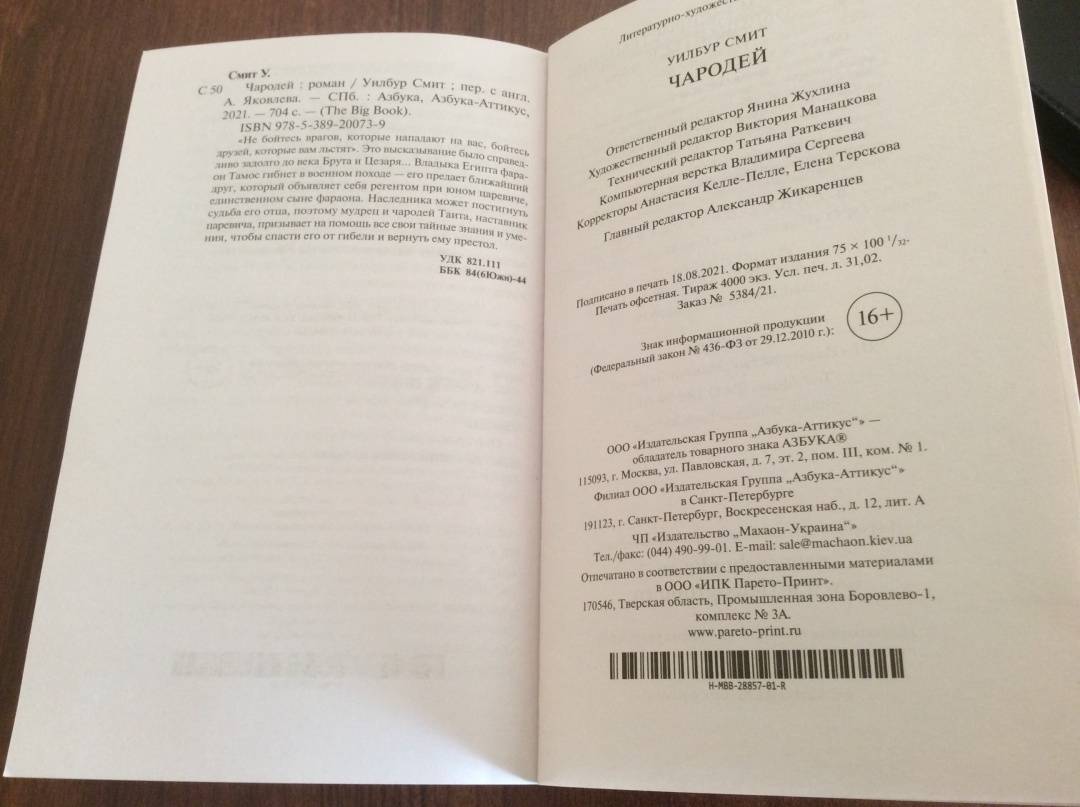 Смит У.
С 50
Чародей : роман / Уилбур Смит ; пер. с англ.
А. Яковлева. — СПб. : Азбука, Азбука-Аттикус,
2021. — 704 с. — (The Big Book).
ISBN 978-5-389-20073-9
«Не бойтесь врагов, которые нападают на вас, бойтесь
друзей, которые вам льстят». Это высказывание было справед-
ливо задолго до века Брута и Цезаря... Владыка Египта фара-
он Тамос гибнет в военном походе — его предает ближайший
друг, который объявляет себя регентом при юном царевиче,
единственном сыне фараона. Наследника может постигнуть
судьба его отца, поэтому мудрец и чародей Таита, наставник
царевича, призывает на помощь все свои тайные знания и уме-
ния, чтобы спасти его от гибели и вернуть ему престол.
УДК 821.111
ББК 84(6Южн)-44
УИЛБУР СМИТ
ЧАРОДЕЙ
Ответственный редактор Янина Жухлина
Художественный редактор Виктория Манацкова
Технический редактор Татьяна Раткевич
Компьютерная верстка Владимира Сергеева
Корректоры Анастасия Келле-Пелле, Елена Терскова
Главный редактор Александр Жикаренцев
Подписано в печать 18.08.2021. Формат издания 75 × 100 1/32.
Печать офсетная. Тираж 4000 экз. Усл. печ. л. 31,02.
Заказ № 5384/21.
Знак информационной продукции
(Федеральный закон № 436-ФЗ от 29.12.2010 г.):
16+
ООО «Издательская Группа „Азбука-Аттикус“» —
обладатель товарного знака АЗБУКА®
115093, г. Москва, ул. Павловская, д. 7, эт. 2, пом. III, ком. № 1.
Филиал ООО «Издательская Группа „Азбука-Аттикус“»
в Санкт-Петербурге
191123, г. Санкт-Петербург, Воскресенская наб., д. 12, лит. А
ЧП «Издательство „Махаон-Украина“»
Тел./факс: (044) 490-99-01. E-mail: sale@machaon.kiev.ua
Отпечатано в соответствии с предоставленными материалами
в ООО «ИПК Парето-Принт».
170546, Тверская область, Промышленная зона Боровлево-1,
комплекс № 3А.
www.pareto-print.ru
H-MBB-28857-01-R